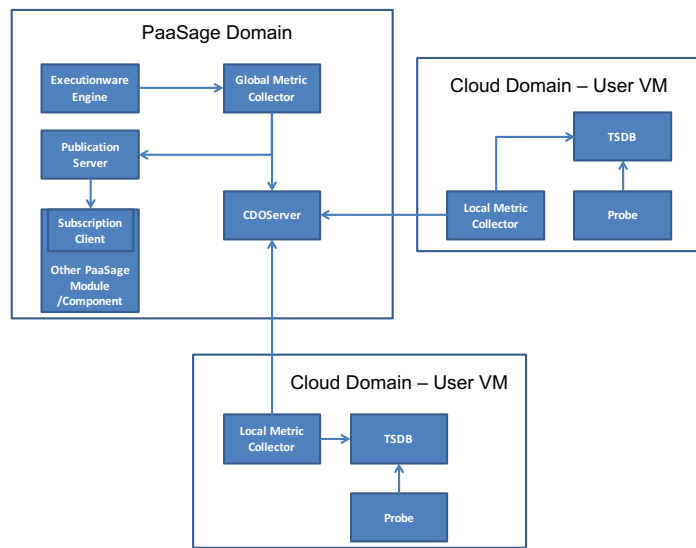 PaaSage Domain
Executionware
Engine
Global Metric
Collector
Publication
Server
Subscription
Client
Other PaaSage
Module
/Component
CDOServer
Cloud Domain – User VM
TSDB
Local Metric
Collector
Probe
Cloud Domain – User VM
Local Metric
Collector
TSDB
Probe